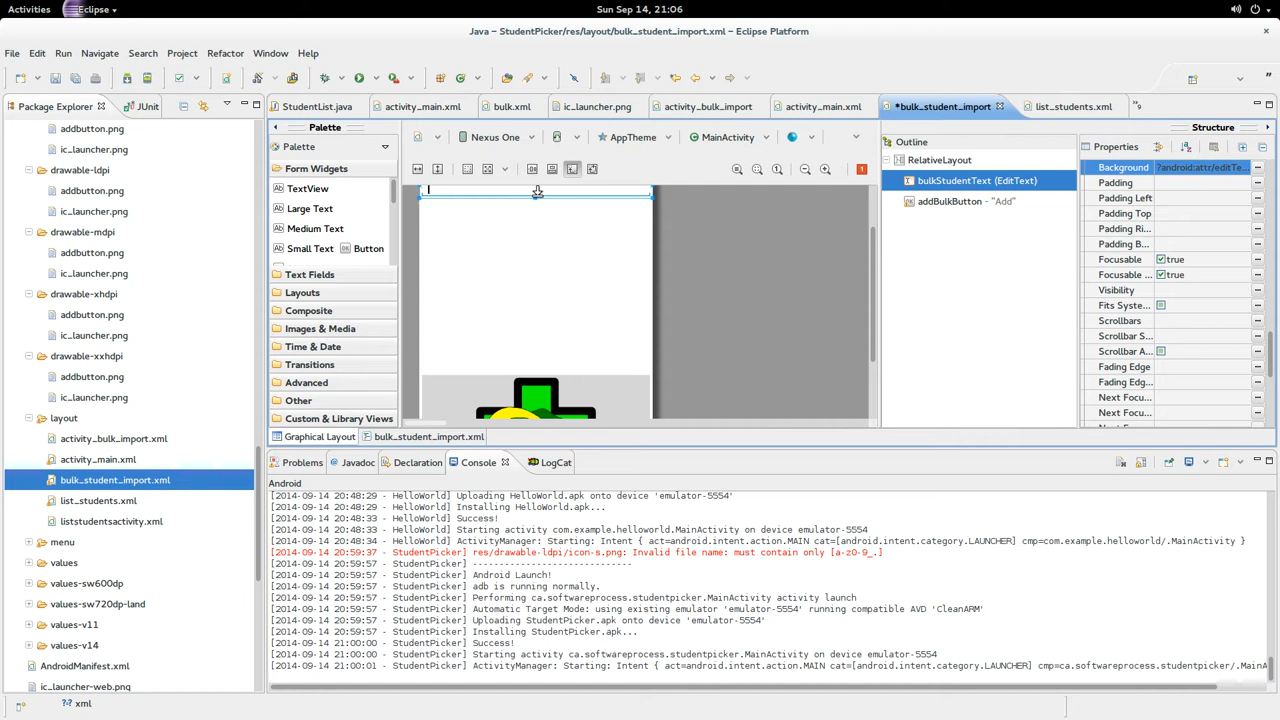 Activities
Eclipse
Sun Sep 14, 21:06
Java - StudentPicker/res/layout/bulk_student_import.xml - Eclipse Platform
File Edit Run Navigate Search Project Refactor Window Help
Package Explorer
JUnit
StudentList.java
activity_main.xml
bulk.xml
ic_launcher.png
activity_bulk_import
activity_main.xml
*bulk_student_import
list_students.xml
»9
addbutton.png
ic_launcher.png
drawable-ldpi
addbutton.png
ic_launcher.png
drawable-mdpi
addbutton.png
ic_launcher.png
drawable-xhdpi
addbutton.png
ic_launcher.png
drawable-xxhdpi
addbutton.png
ic_launcher.png
layout
activity_bulk_import.xml
activity_main.xml
bulk_student_import.xml
list_students.xml
liststudentsactivity.xml
menu
values
values-sw600dp
values-sw720dp-land
values-v11
values-v14
AndroidManifest.xml
ic_launcher-web.png
Palette
Palette
Form Widgets
TextView
Large Text
Medium Text
Small Text
Button
Text Fields
Layouts
Composite
Images & Media
Time & Date
Transitions
Advanced
Other
Custom & Library Views
Nexus One
AppTheme
MainActivity
1
Graphical Layout
bulk_student_import.xml
Structure
Outline
RelativeLayout
bulkStudentText (EditText)
addBulkButton - "Add"
Properties
Background ?android:attr/editTe...
Padding
Padding Left
Padding Top
Padding Ri...
Padding B...
Focusable true
Focusable ... true
Visibility
Fits Syste...
Scrollbars
Scrollbar S...
Scrollbar A...
Fading Edge
Fading Edg...
Next Focus...
Next Focus...
Problems
Javadoc
Declaration
Console
LogCat
Android
[2014-09-14 20:48:29 - HelloWorld] Uploading HelloWorld.apk onto device 'emulator-5554'
[2014-09-14 20:48:29 - HelloWorld] Installing HelloWorld.apk...
[2014-09-14 20:48:33 - HelloWorld] Success!
[2014-09-14 20:48:33 - HelloWorld] Starting activity com.example.helloworld.MainActivity on device emulator-5554
[2014-09-14 20:48:34 - HelloWorld] ActivityManager: Starting: Intent { act=android.intent.action.MAIN cat=[android.intent.category.LAUNCHER] cmp=com.example.helloworld/.MainActivity }
[2014-09-14 20:59:37 - StudentPicker] res/drawable-ldpi/icon-s.png: Invalid file name: must contain only [a-z0-9_.]
[2014-09-14 20:59:57 - StudentPicker] ------------------------------
[2014-09-14 20:59:57 - StudentPicker] Android Launch!
[2014-09-14 20:59:57 - StudentPicker] adb is running normally.
[2014-09-14 20:59:57 - StudentPicker] Performing ca.softwareprocess.studentpicker.MainActivity activity launch
[2014-09-14 20:59:57 - StudentPicker] Automatic Target Mode: using existing emulator 'emulator-5554' running compatible AVD 'CleanARM'
[2014-09-14 20:59:57 - StudentPicker] Uploading StudentPicker.apk onto device 'emulator-5554'
[2014-09-14 20:59:57 - StudentPicker] Installing StudentPicker.apk...
[2014-09-14 21:00:00 - StudentPicker] Success!
[2014-09-14 21:00:00 - StudentPicker] Starting activity ca.softwareprocess.studentpicker.MainActivity on device emulator-5554
[2014-09-14 21:00:01 - StudentPicker] ActivityManager: Starting: Intent { act=android.intent.action.MAIN cat=[android.intent.category.LAUNCHER] cmp=ca.softwareprocess.studentpicker/.MainA
xml